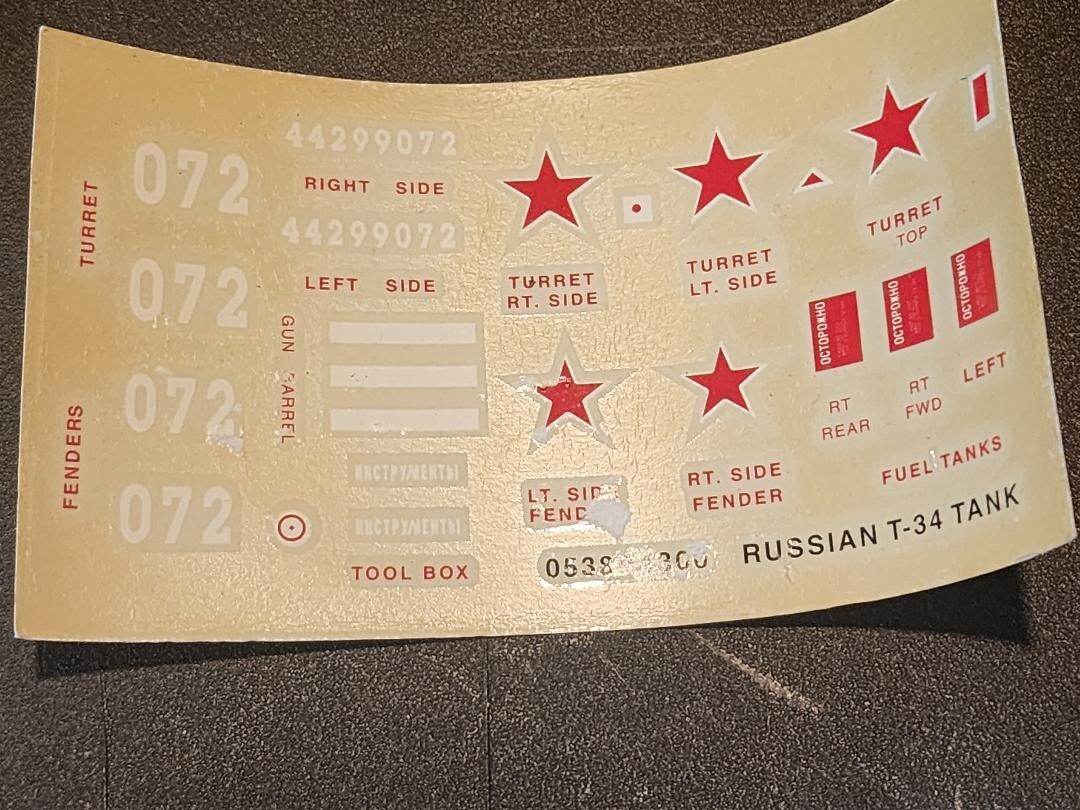 TURRET
072
072
FENDERS
072
072
44299072
RIGHT SIDE
44299072
LEFT SIDE
GUN
ИНСТРУМЕНТЫ
ИНСТРУМЕНТЫ
TOOL BOX
TURRET
RT. SIDE
TURRET
LT. SIDE
TURRET
TOP
LT. SIDE
RT. SIDE
FENDER
ОСТОРОЖНО
ОСТОРОЖНО
ОСТОРОЖНО
RT
REAR
RT
FWD
LEFT
FUEL TANKS
RUSSIAN T-34 TANK